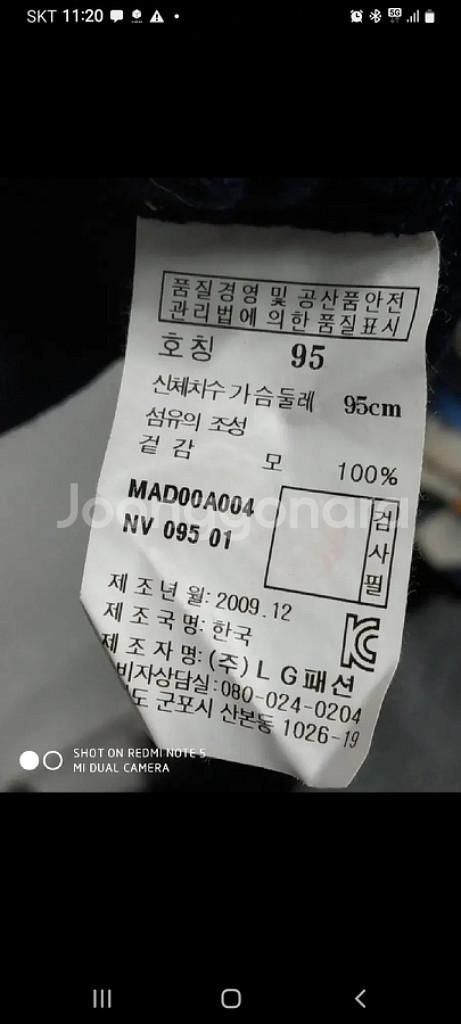 SKT 11:20
5G
품질경영 및 공산품안전
관리법에 의한 품질표시
호칭 95
신체치수 가슴둘레 95cm
섬유의 조성
겉감 모 100%
MAD00A004
NV 095 01
검사필
Joonggonara
제조년월: 2009.12
제조국명: 한국
제조자명: (주)LG패션
비자상담실: 080-024-0204
도 군포시 산본동 1026-19
SHOT ON REDMI NOTE 5
MI DUAL CAMERA